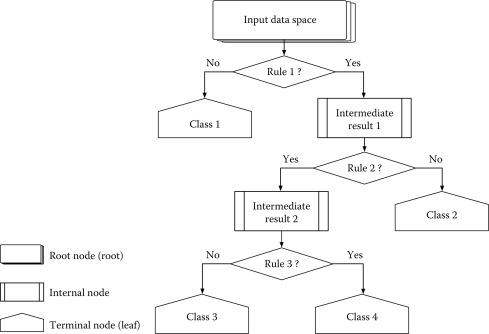 Input data space
No
Rule 1 ?
Yes
Class 1
Intermediate
result 1
Yes
Rule 2 ?
No
Intermediate
result 2
Class 2
No
Rule 3 ?
Yes
Root node (root)
Internal node
Class 3
Class 4
Terminal node (leaf)